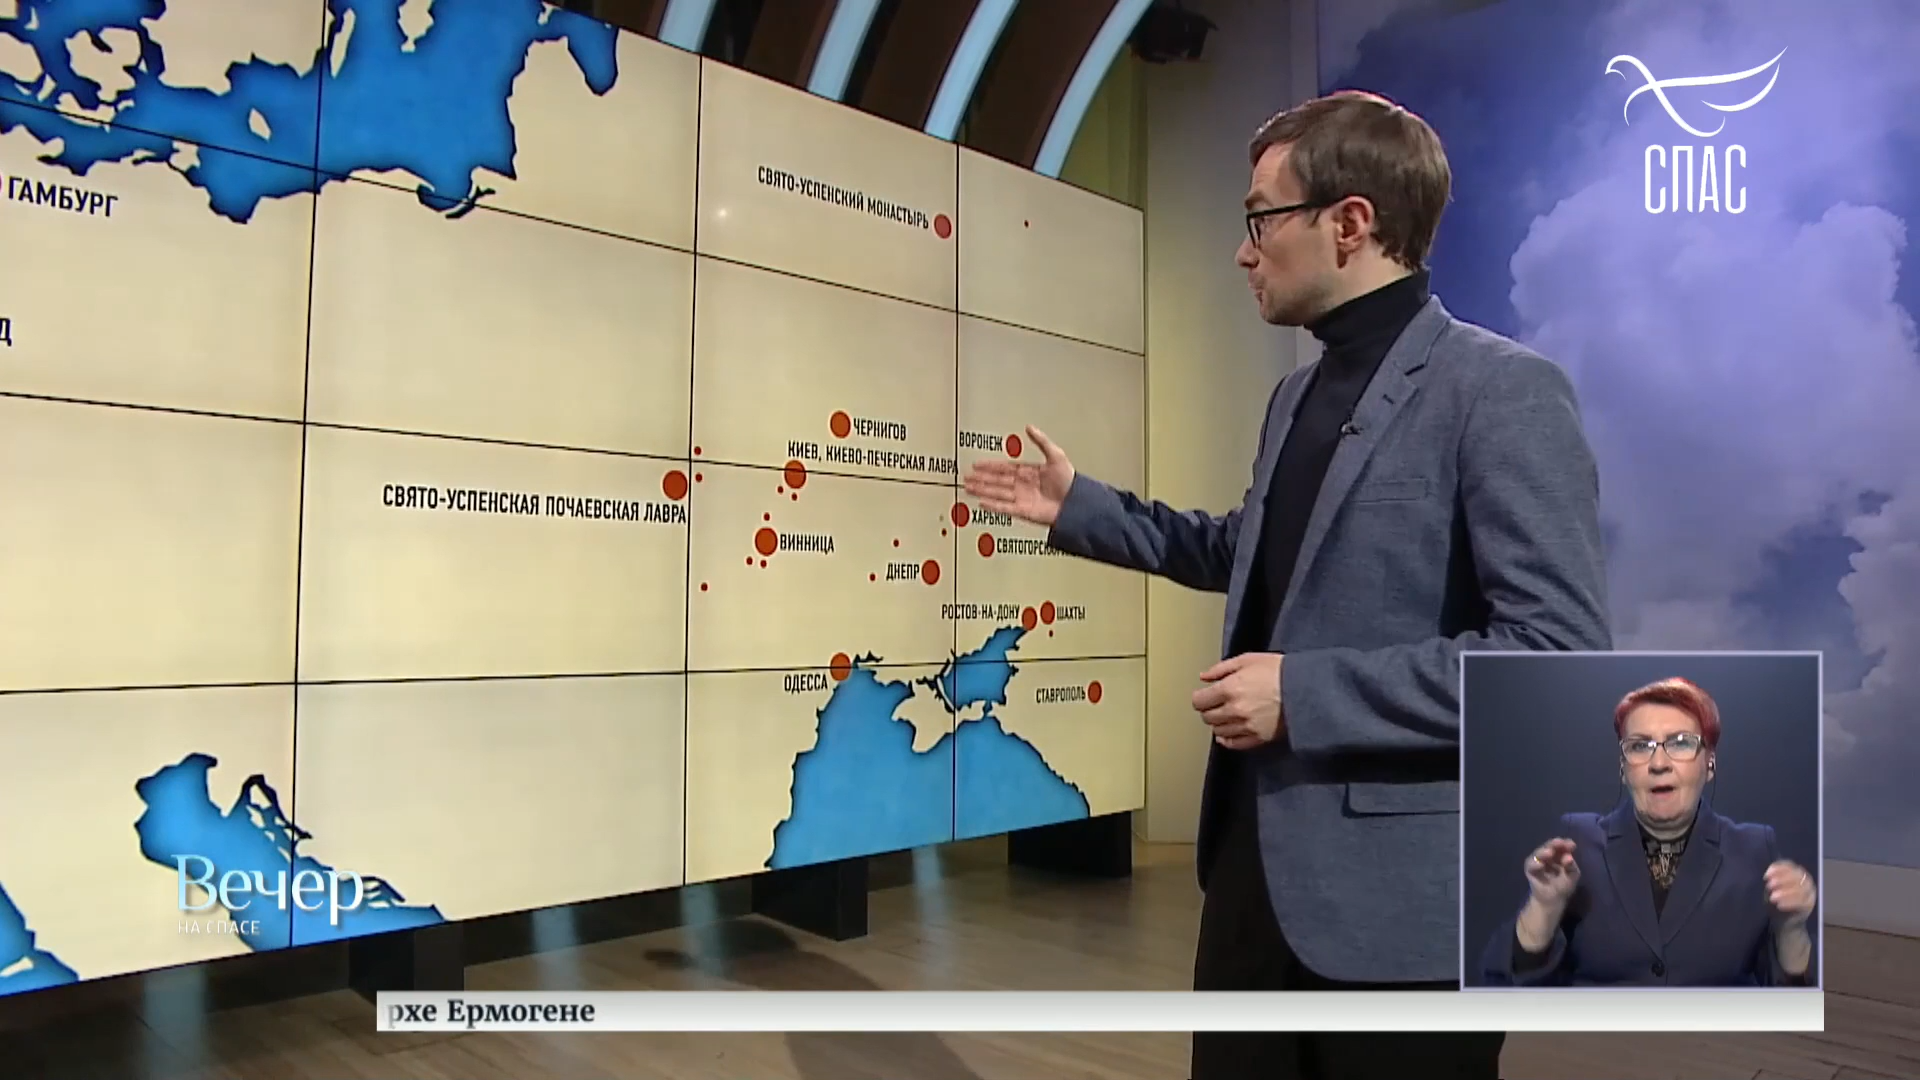 СПАС
ГАМБУРГ
СВЯТО-УСПЕНСКИЙ МОНАСТЫРЬ
ЧЕРНИГОВ
КИЕВ, КИЕВО-ПЕЧЕРСКАЯ ЛАВРА
ВОРОНЕЖ
СВЯТО-УСПЕНСКАЯ ПОЧАЕВСКАЯ ЛАВРА
ХАРЬКОВ
ВИННИЦА
СВЯТОГОРСКАЯ
ДНЕПР
РОСТОВ-НА-ДОНУ
ШАХТЫ
ОДЕССА
СТАВРОПОЛЬ
Вечер
НА СПАСЕ
рхе Ермогене